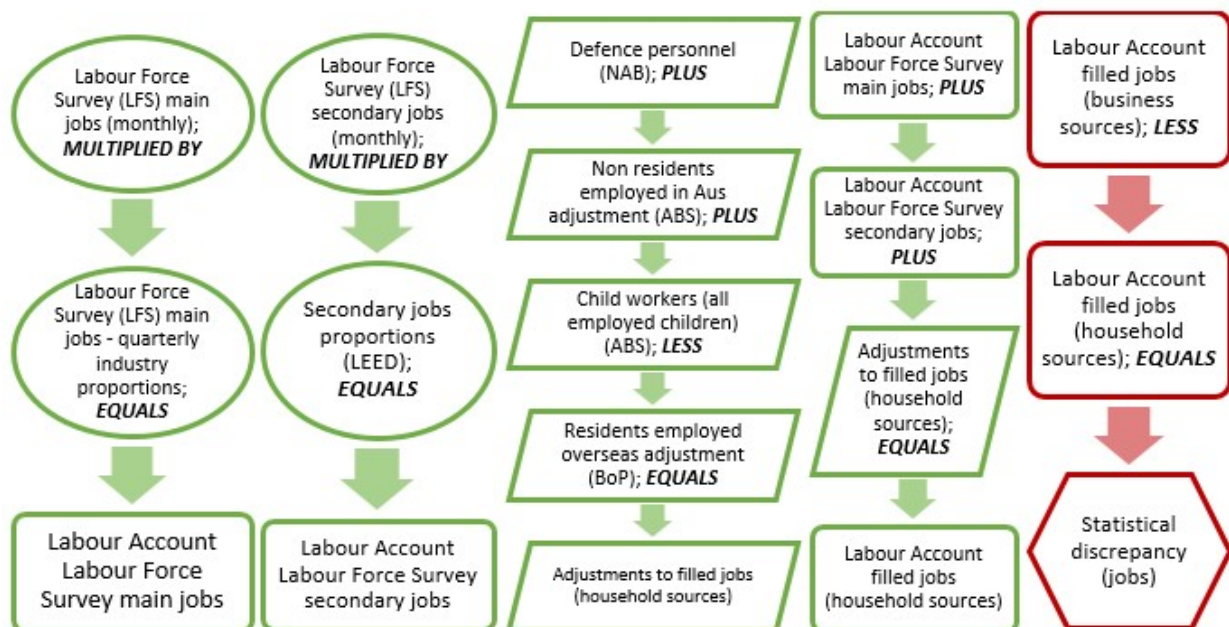 Labour Force
Survey (LFS) main
jobs (monthly);
MULTIPLIED BY
Labour Force
Survey (LFS) main
jobs - quarterly
industry
proportions;
EQUALS
Labour Account
Labour Force
Survey main jobs
Labour Force
Survey (LFS)
secondary jobs
(monthly);
MULTIPLIED BY
Secondary jobs
proportions
(LEED);
EQUALS
Labour Account
Labour Force Survey
secondary jobs
Defence personnel
(NAB); PLUS
Non residents
employed in Aus
adjustment (ABS); PLUS
Child workers (all
employed children)
(ABS); LESS
Residents employed
overseas adjustment
(BoP); EQUALS
Adjustments to filled jobs
(household sources)
Labour Account
Labour Force Survey
main jobs; PLUS
Labour Account
Labour Force Survey
secondary jobs;
PLUS
Adjustments
to filled jobs
(household
sources);
EQUALS
Labour Account
filled jobs
(household sources)
Labour Account
filled jobs
(business
sources); LESS
Labour Account
filled jobs
(household
sources); EQUALS
Statistical
discrepancy
(jobs)